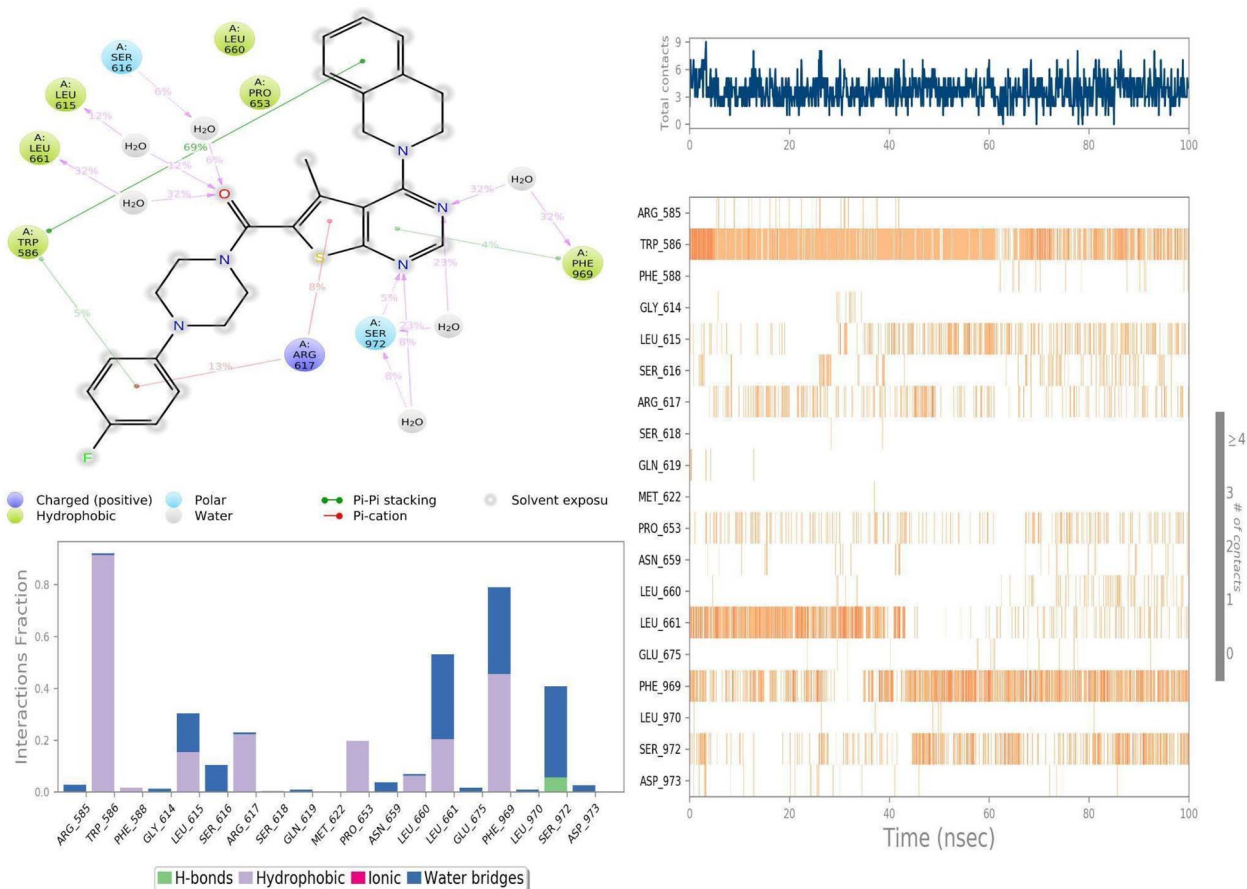 A:
LEU
660
A:
SER
616
A:
LEU
615
A:
PRO
653
A:
LEU
661
A:
TRP
586
A:
PHE
969
A:
SER
972
A:
ARG
617
H₂O
H₂O
H₂O
H₂O
H₂O
H₂O
6%
12%
69%
6%
12%
32%
32%
32%
32%
4%
23%
5%
23%
6%
8%
5%
13%
8%
O
N
N
N
S
N
N
F
Charged (positive)
Hydrophobic
Polar
Water
Pi-Pi stacking
Pi-cation
Solvent exposu
Interactions Fraction
0.8
0.6
0.4
0.2
0.0
ARG_585
TRP_586
PHE_588
GLY_614
LEU_615
SER_616
ARG_617
SER_618
GLN_619
MET_622
PRO_653
ASN_659
LEU_660
LEU_661
GLU_675
PHE_969
LEU_970
SER_972
ASP_973
H-bonds Hydrophobic Ionic Water bridges
Total contacts
9
6
3
0
0 20 40 60 80 100
ARG_585
TRP_586
PHE_588
GLY_614
LEU_615
SER_616
ARG_617
SER_618
GLN_619
MET_622
PRO_653
ASN_659
LEU_660
LEU_661
GLU_675
PHE_969
LEU_970
SER_972
ASP_973
0 20 40 60 80 100
Time (nsec)
≥4
3
2
1
0
# of contacts